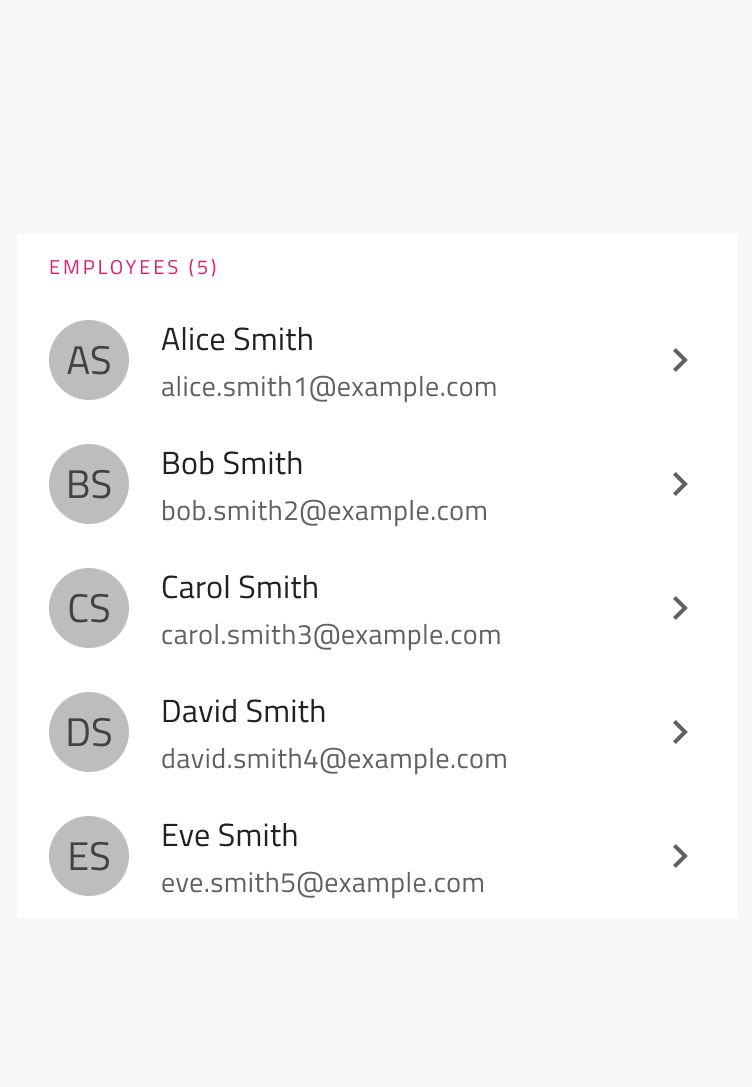 EMPLOYEES (5)
AS
Alice Smith
alice.smith1@example.com
BS
Bob Smith
bob.smith2@example.com
CS
Carol Smith
carol.smith3@example.com
DS
David Smith
david.smith4@example.com
ES
Eve Smith
eve.smith5@example.com